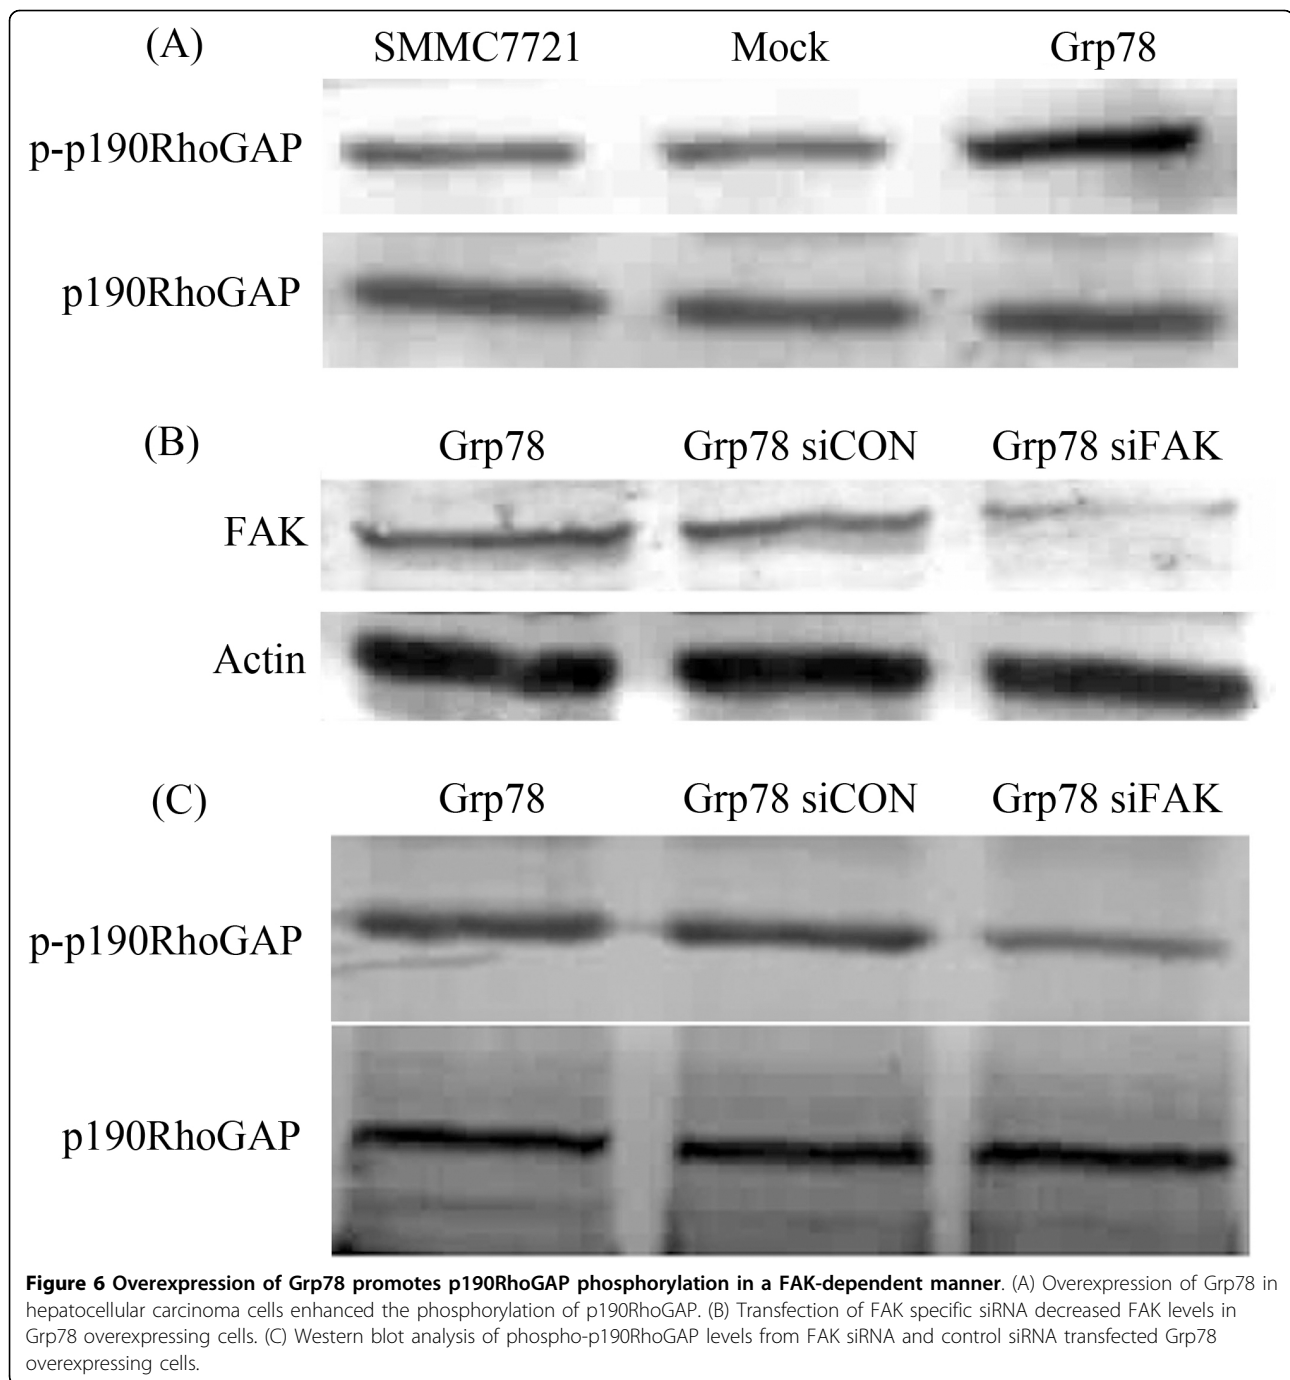 (A) SMMC7721 Mock Grp78
p-p190RhoGAP
p190RhoGAP
(B) Grp78 Grp78 siCON Grp78 siFAK
FAK
Actin
(C) Grp78 Grp78 siCON Grp78 siFAK
p-p190RhoGAP
p190RhoGAP
Figure 6 Overexpression of Grp78 promotes p190RhoGAP phosphorylation in a FAK-dependent manner. (A) Overexpression of Grp78 in
hepatocellular carcinoma cells enhanced the phosphorylation of p190RhoGAP. (B) Transfection of FAK specific siRNA decreased FAK levels in
Grp78 overexpressing cells. (C) Western blot analysis of phospho-p190RhoGAP levels from FAK siRNA and control siRNA transfected Grp78
overexpressing cells.